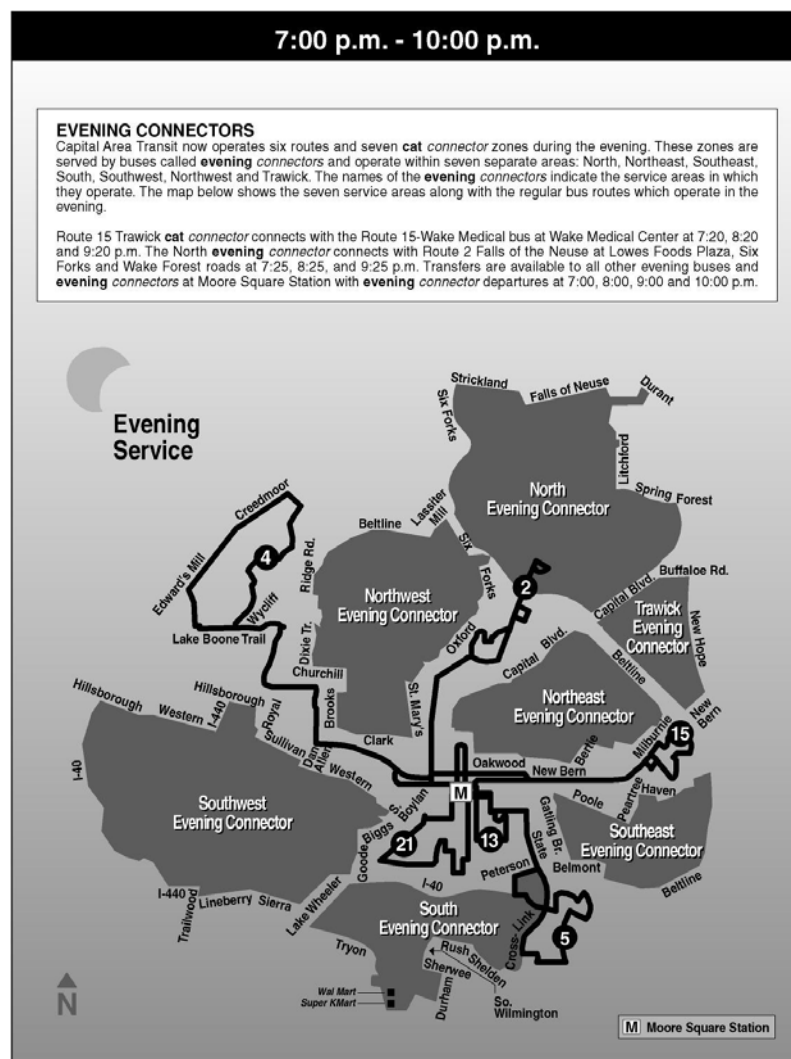 7:00 p.m. - 10:00 p.m.
EVENING CONNECTORS
Capital Area Transit now operates six routes and seven cat connector zones during the evening. These zones are
served by buses called evening connectors and operate within seven separate areas: North, Northeast, Southeast,
South, Southwest, Northwest and Trawick. The names of the evening connectors indicate the service areas in which
they operate. The map below shows the seven service areas along with the regular bus routes which operate in the
evening.
Route 15 Trawick cat connector connects with the Route 15-Wake Medical bus at Wake Medical Center at 7:20, 8:20
and 9:20 p.m. The North evening connector connects with Route 2 Falls of the Neuse at Lowes Foods Plaza, Six
Forks and Wake Forest roads at 7:25, 8:25, and 9:25 p.m. Transfers are available to all other evening buses and
evening connectors at Moore Square Station with evening connector departures at 7:00, 8:00, 9:00 and 10:00 p.m.
Evening
Service
Strickland
Falls of Neuse
Durant
Six Forks
Litchford
North
Evening Connector
Spring Forest
Creedmoor
Lassiter
Mill
Beltline
Six
Forks
4
Edward's Mill
Wycliff
Ridge Rd.
Northwest
Evening Connector
2
Capital Blvd.
Buffaloe Rd.
Trawick
Evening
Connector
New Hope
Lake Boone Trail
Dixie Tr.
Oxford
Capital Blvd.
Beltline
Churchill
Brooks
St. Mary's
Northeast
Evening Connector
New
Bern
Hillsborough
Western
I-440
Hillsborough
Royal
Sullivan
Dan
Allen
Western
Clark
Oakwood
New Bern
Bertie
Milburnie
15
I-40
Southwest
Evening Connector
S.
Boylan
Biggs
Goode
M
21
13
Poole
Peartree
Haven
Gatling Br.
State
Southeast
Evening Connector
Belmont
Beltline
I-440
Trailwood
Lineberry
Sierra
Lake Wheeler
I-40
Peterson
South
Evening Connector
Cross-Link
5
Tryon
Rush
Shelden
Sherwee
Durham
So.
Wilmington
Wal Mart
Super KMart
N
M Moore Square Station